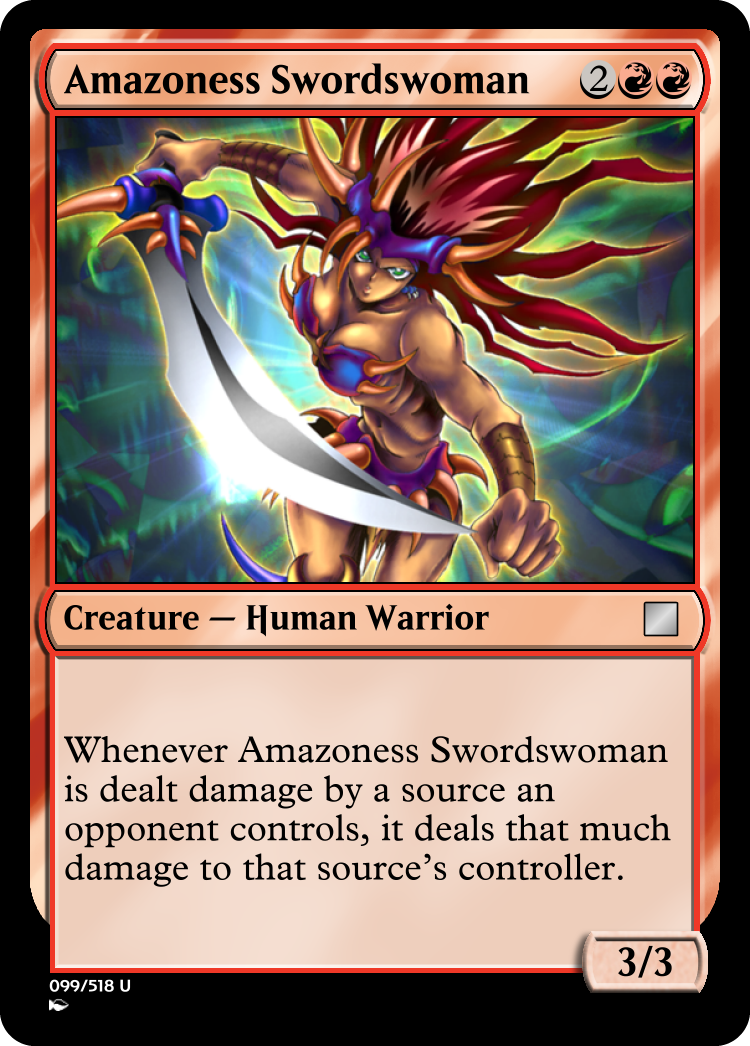 Amazoness Swordswoman 2
Creature — Human Warrior
Whenever Amazoness Swordswoman
is dealt damage by a source an
opponent controls, it deals that much
damage to that source’s controller.
3/3
099/518 U